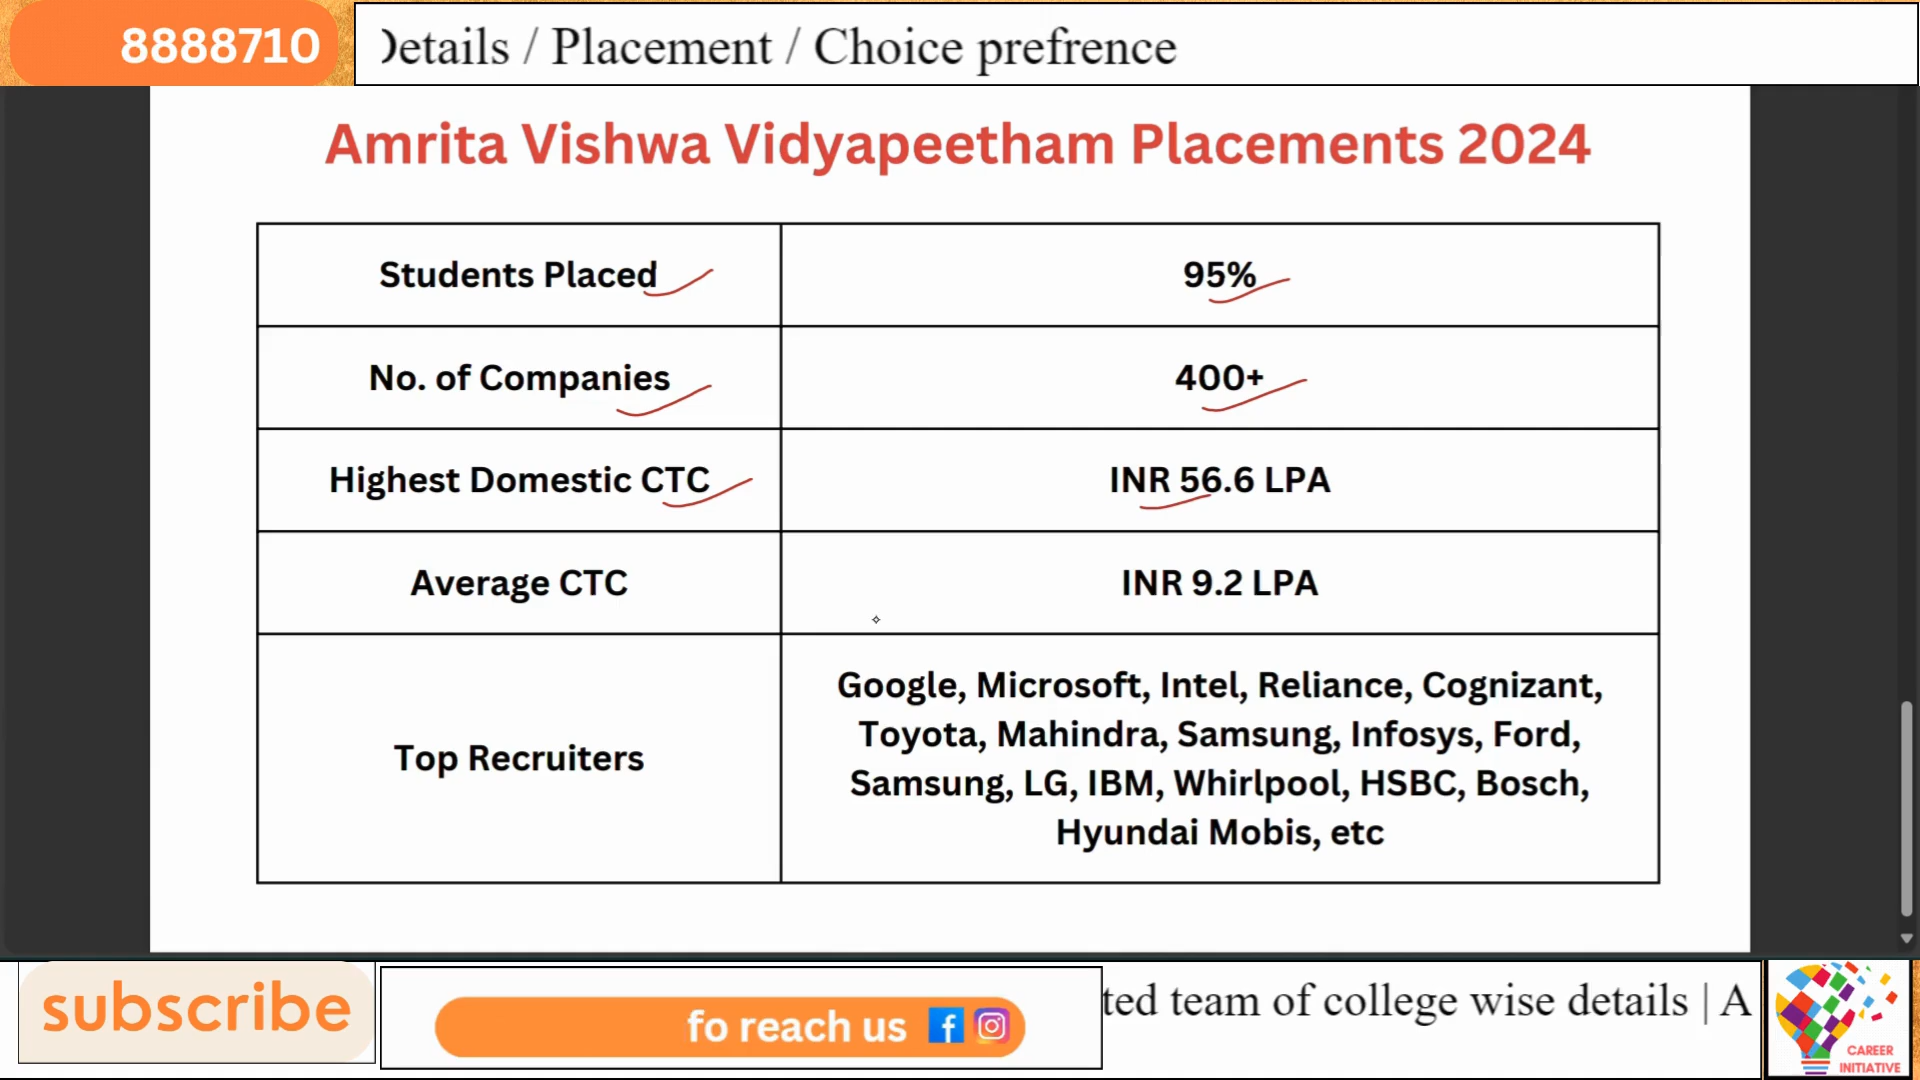 8888710
Details / Placement / Choice prefrence
Amrita Vishwa Vidyapeetham Placements 2024
Students Placed
95%
No. of Companies
400+
Highest Domestic CTC
INR 56.6 LPA
Average CTC
INR 9.2 LPA
Top Recruiters
Google, Microsoft, Intel, Reliance, Cognizant,
Toyota, Mahindra, Samsung, Infosys, Ford,
Samsung, LG, IBM, Whirlpool, HSBC, Bosch,
Hyundai Mobis, etc
subscribe
fo reach us
ted team of college wise details | A
CAREER
INITIATIVE